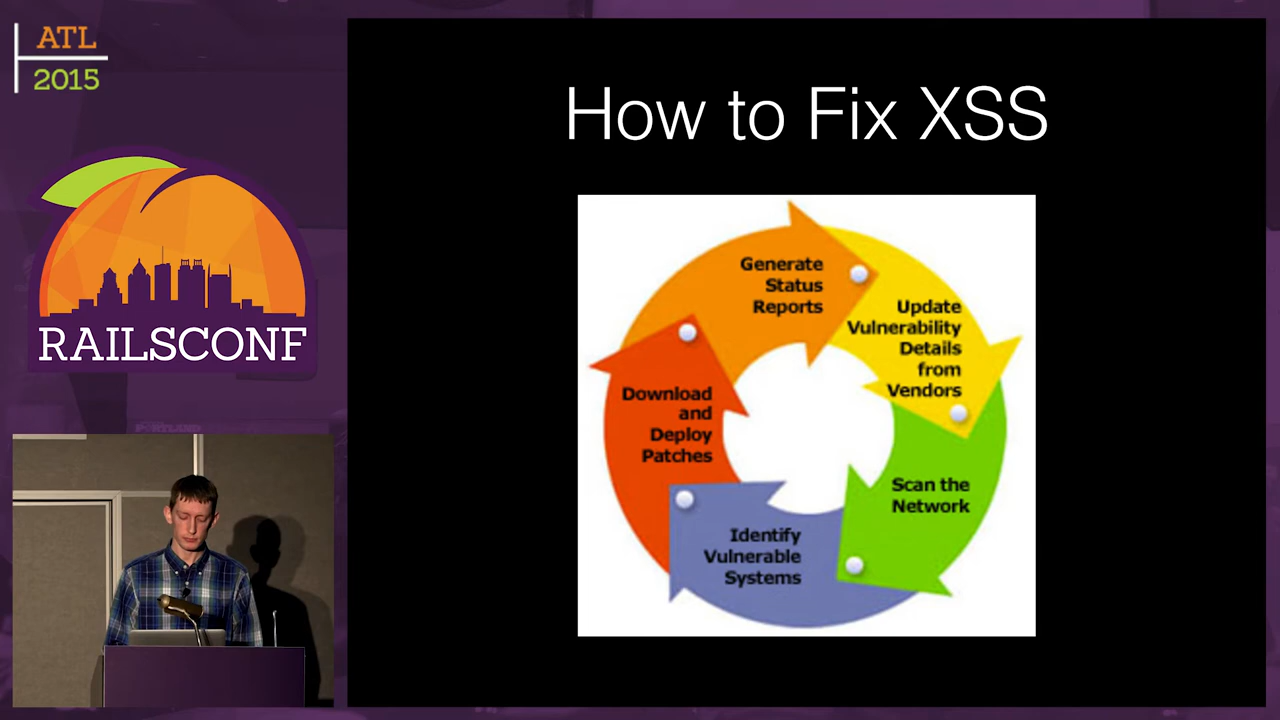 ATL
2015
RAILSCONF
How to Fix XSS
Generate
Status
Reports
Update
Vulnerability
Details
from
Vendors
Scan the
Network
Identify
Vulnerable
Systems
Download
and
Deploy
Patches